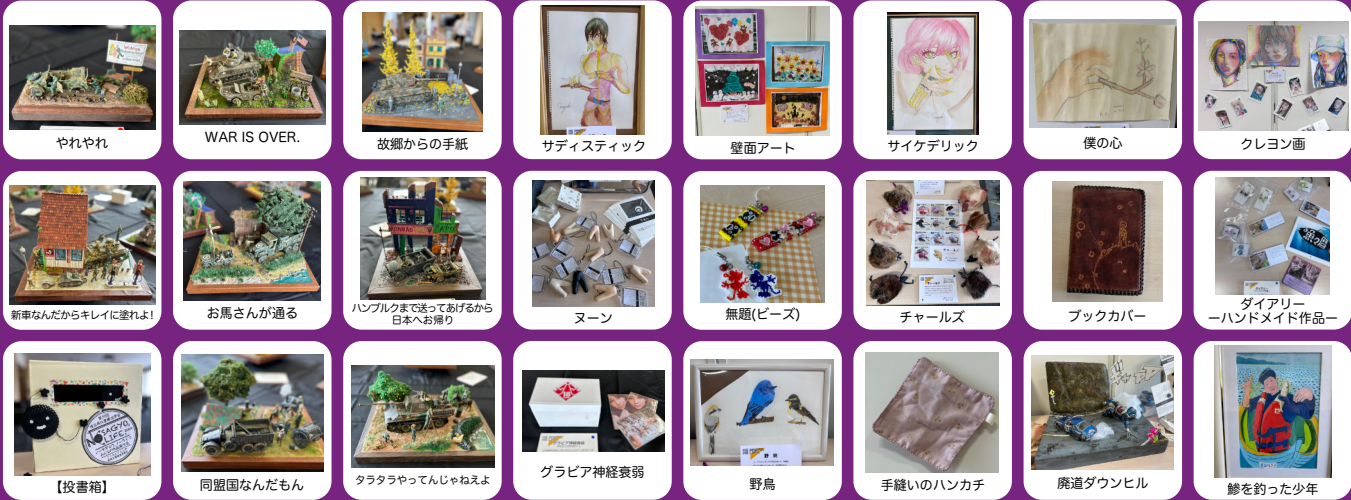 やれやれ
WAR IS OVER.
故郷からの手紙
サディスティック
壁面アート
サイケデリック
僕の心
クレヨン画
新車なんだからキレイに塗れよ!
お馬さんが通る
ハンブルクまで送ってあげるから
日本へお帰り
ヌーン
無題(ビーズ)
チャールズ
ブックカバー
ダイアリー
ーハンドメイド作品ー
SAGYO
LIFE
【投書箱】
同盟国なんだもん
タラタラやってんじゃねえよ
グラビア神経衰弱
野鳥
野鳥
手縫いのハンカチ
廃道ダウンヒル
鯵を釣った少年